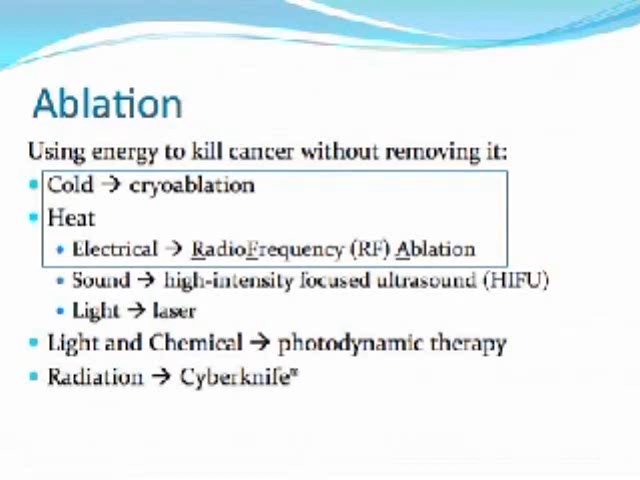 Ablation
Using energy to kill cancer without removing it:
• Cold → cryoablation
• Heat
• Electrical → RadioFrequency (RF) Ablation
• Sound → high-intensity focused ultrasound (HIFU)
• Light → laser
• Light and Chemical → photodynamic therapy
• Radiation → Cyberknife®